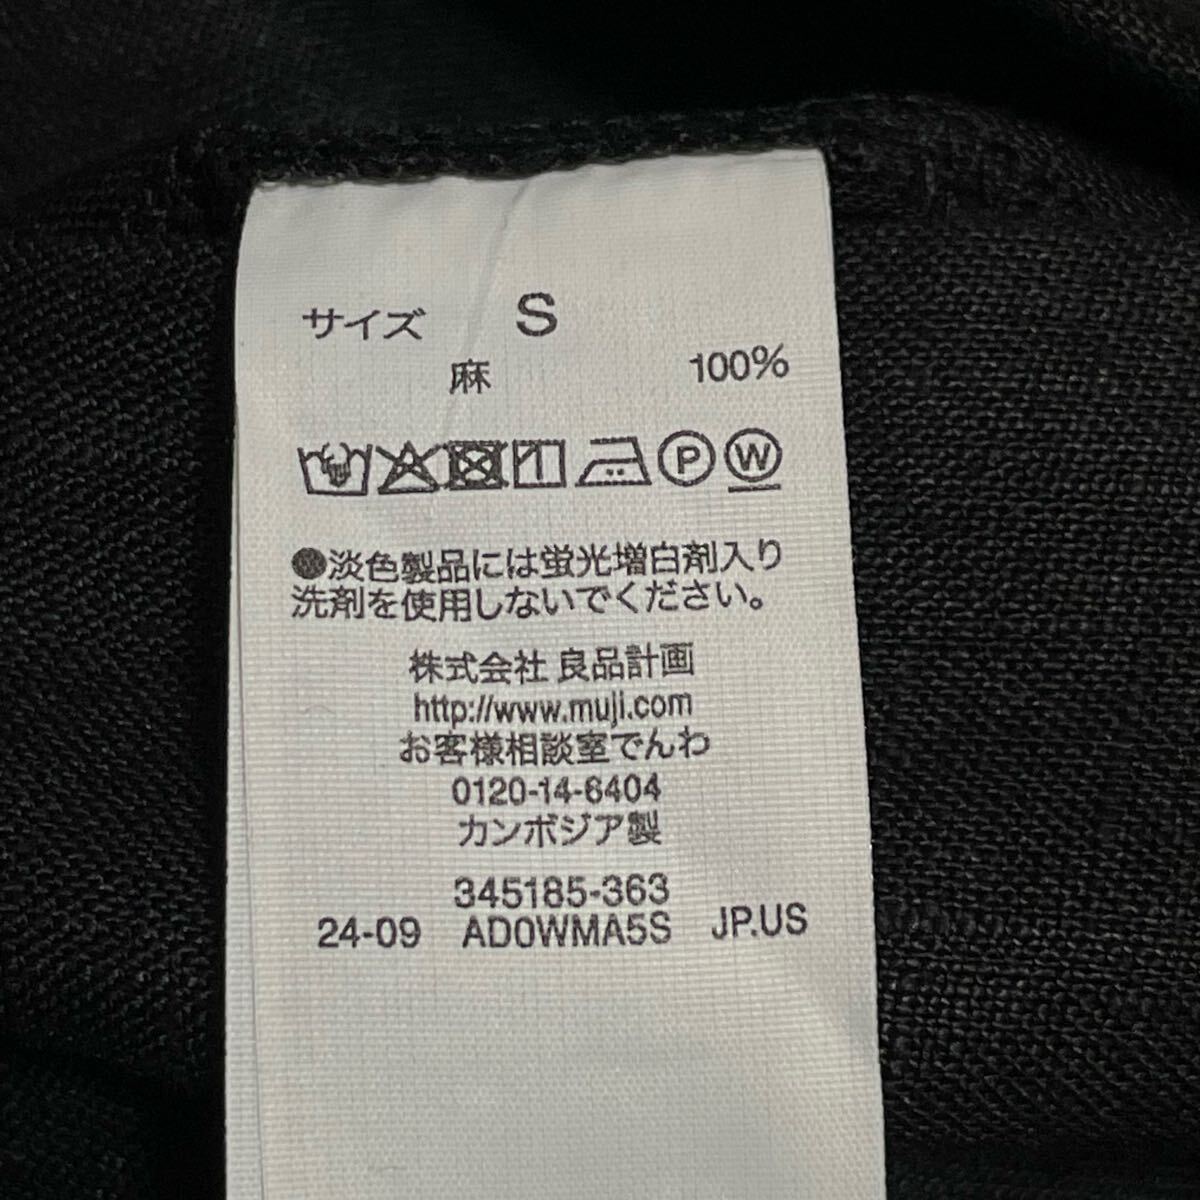 サイズ S
麻 100%
P W
●淡色製品には蛍光増白剤入り
洗剤を使用しないでください。
株式会社 良品計画
http://www.muji.com
お客様相談室でんわ
0120-14-6404
カンボジア製
345185-363
24-09 AD0WMA5S JP.US